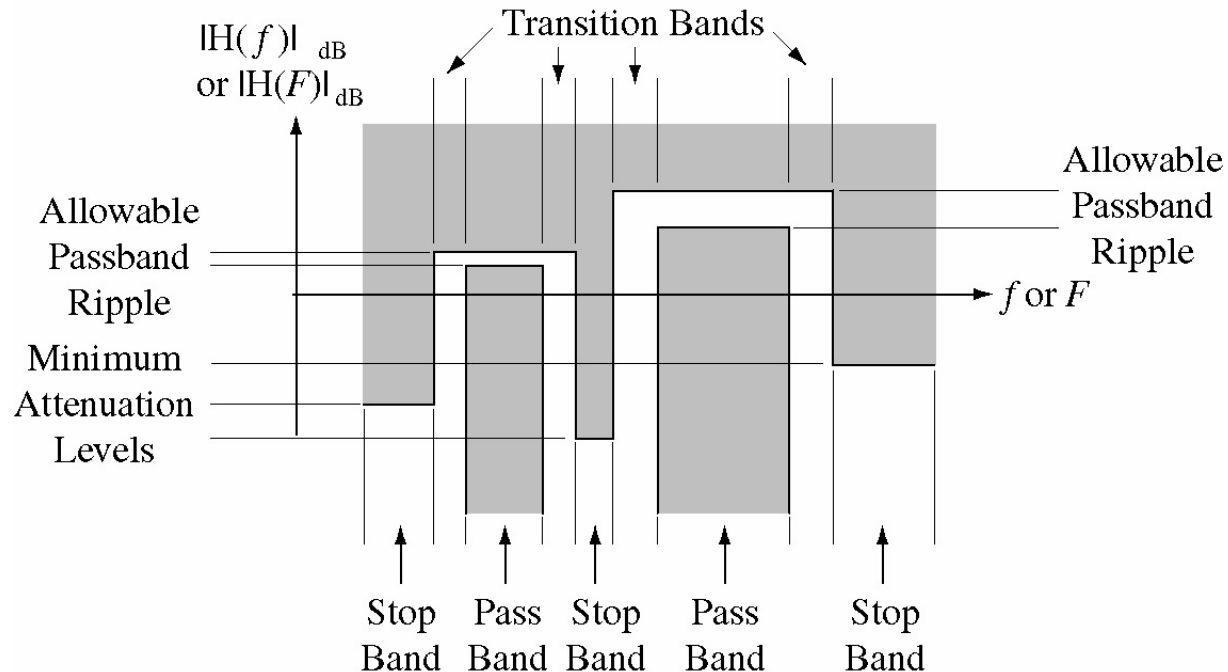 Transition Bands
|H(f)| dB
or |H(F)| dB
Allowable
Passband
Ripple
Allowable
Passband
Ripple
f or F
Minimum
Attenuation
Levels
Stop
Band
Pass
Band
Stop
Band
Pass
Band
Stop
Band